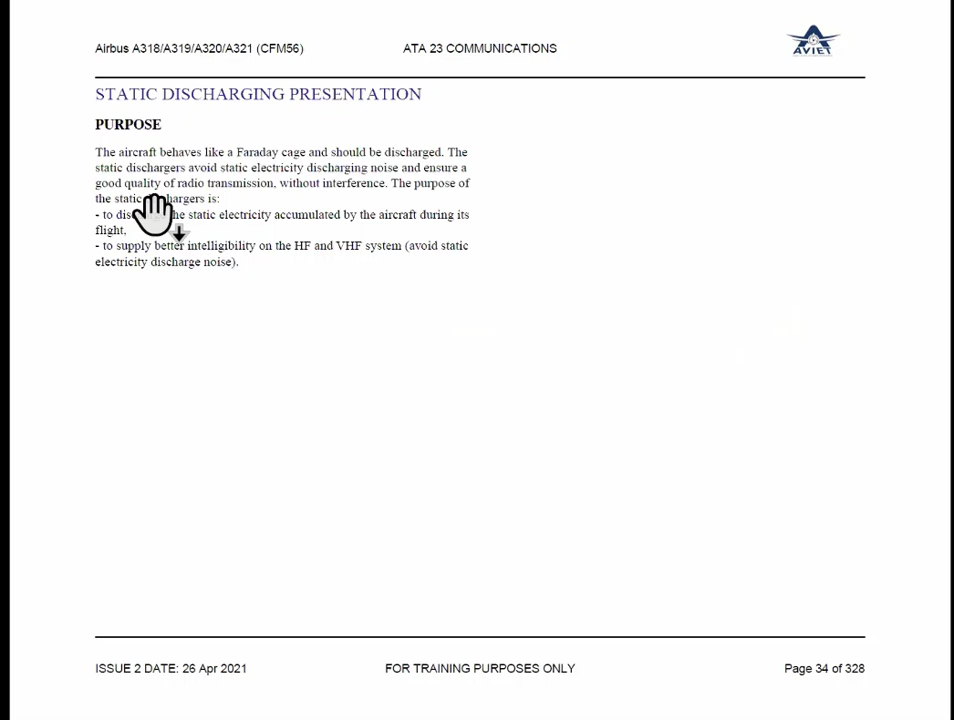 Airbus A318/A319/A320/A321 (CFM56)
ATA 23 COMMUNICATIONS
AVIET
STATIC DISCHARGING PRESENTATION
PURPOSE
The aircraft behaves like a Faraday cage and should be discharged. The
static dischargers avoid static electricity discharging noise and ensure a
good quality of radio transmission, without interference. The purpose of
the static chargers is:
- to dis he static electricity accumulated by the aircraft during its
flight,
- to supply better intelligibility on the HF and VHF system (avoid static
electricity discharge noise).
ISSUE 2 DATE: 26 Apr 2021
FOR TRAINING PURPOSES ONLY
Page 34 of 328